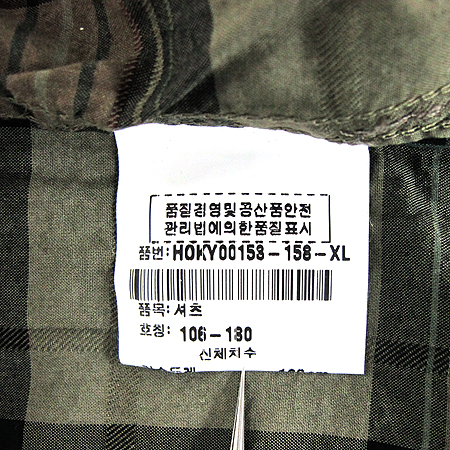 품질경영및공산품안전
관리법에의한품질표시
품번: HOKY00153-158-XL
품목: 셔츠
호칭: 106-180
신체치수